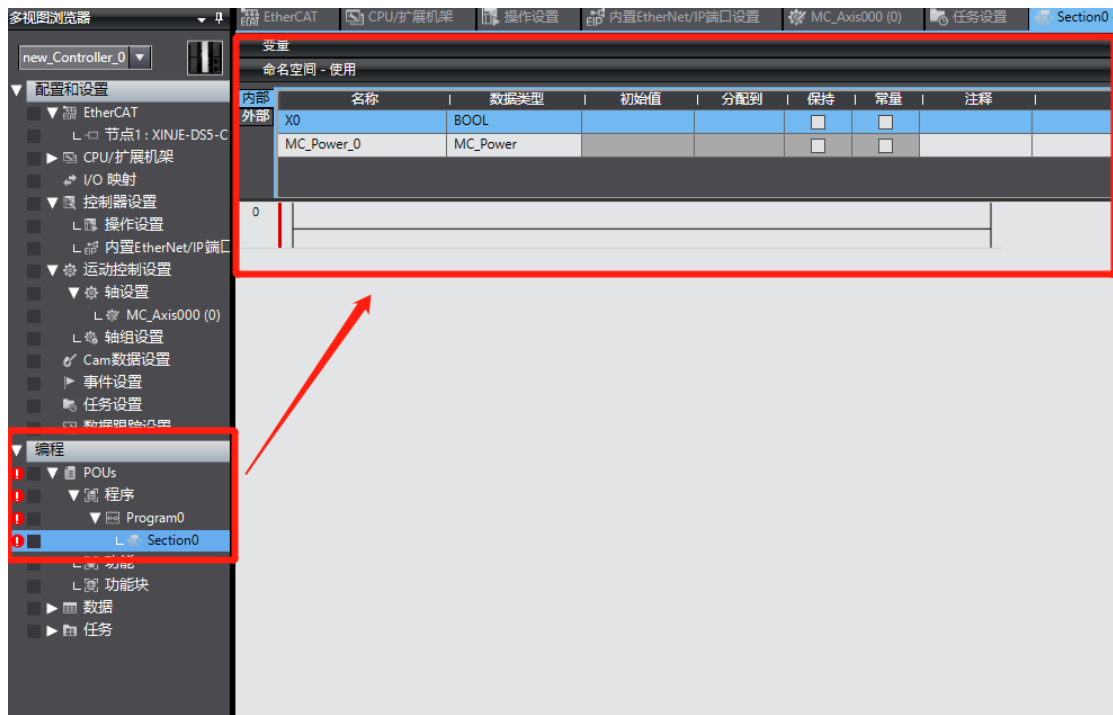 多视图浏览器
new_Controller_0
配置和设置
EtherCAT
节点1 : XINJE-DS5-C
CPU/扩展机架
I/O 映射
控制器设置
操作设置
内置EtherNet/IP端口
运动控制设置
轴设置
MC_Axis000 (0)
轴组设置
Cam数据设置
事件设置
任务设置
数据跟踪设置
编程
POUs
程序
Program0
Section0
功能
功能块
数据
任务
EtherCAT CPU/扩展机架 操作设置 内置EtherNet/IP端口设置 MC_Axis000 (0) 任务设置 Section0
变量
命名空间 - 使用
内部
外部
名称 数据类型 初始值 分配到 保持 常量 注释
X0 BOOL
MC_Power_0 MC_Power
0